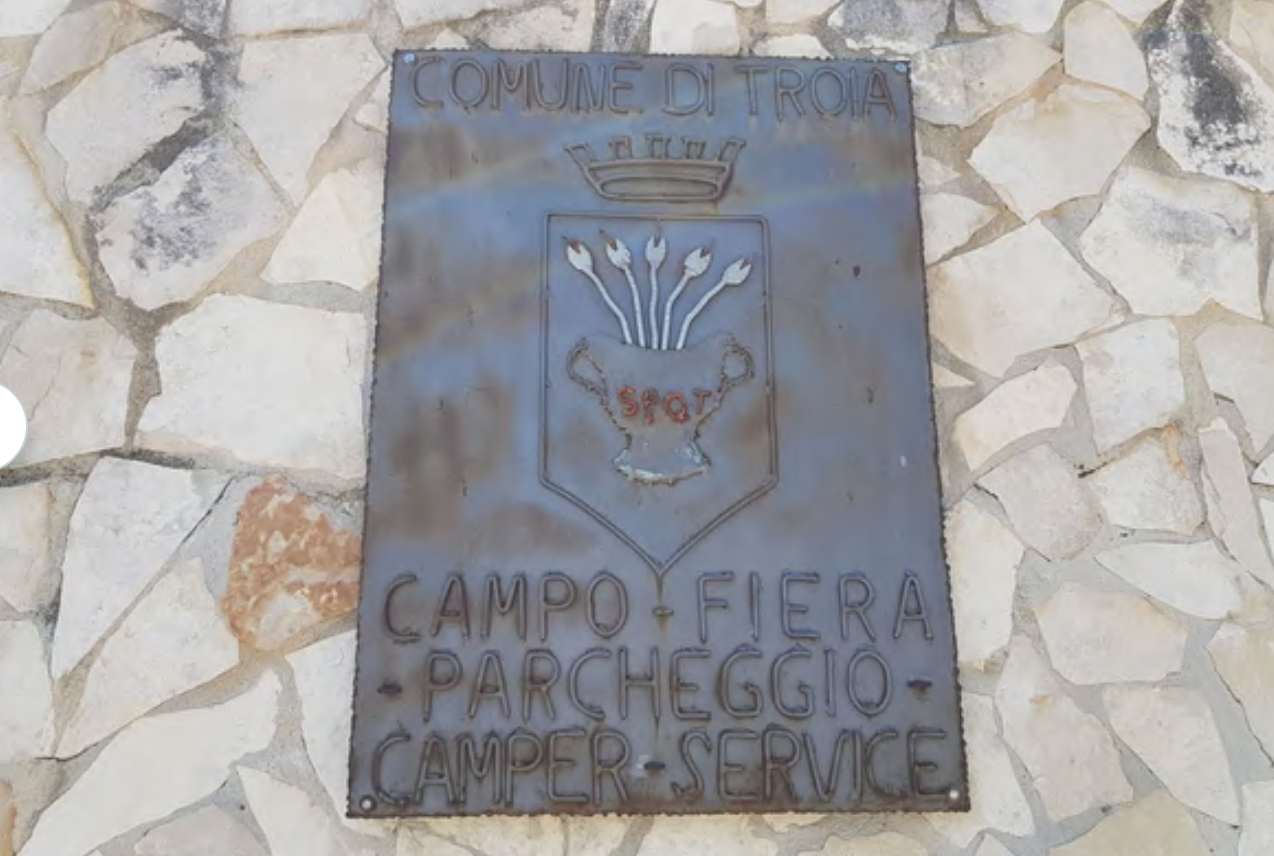 COMUNE DI TROIA
SPQT
CAMPO - FIERA
- PARCHEGGIO -
CAMPER - SERVICE